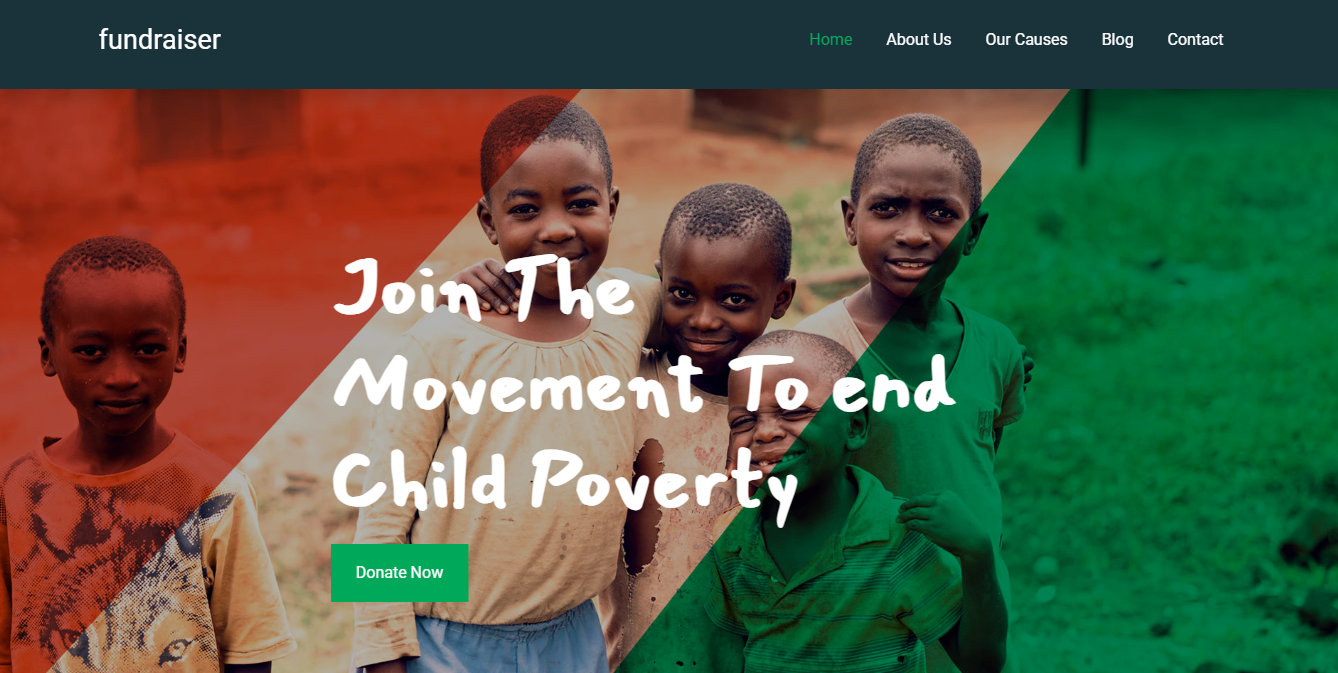 fundraiser
Home About Us Our Causes Blog Contact
Join The
Movement To end
Child Poverty
Donate Now